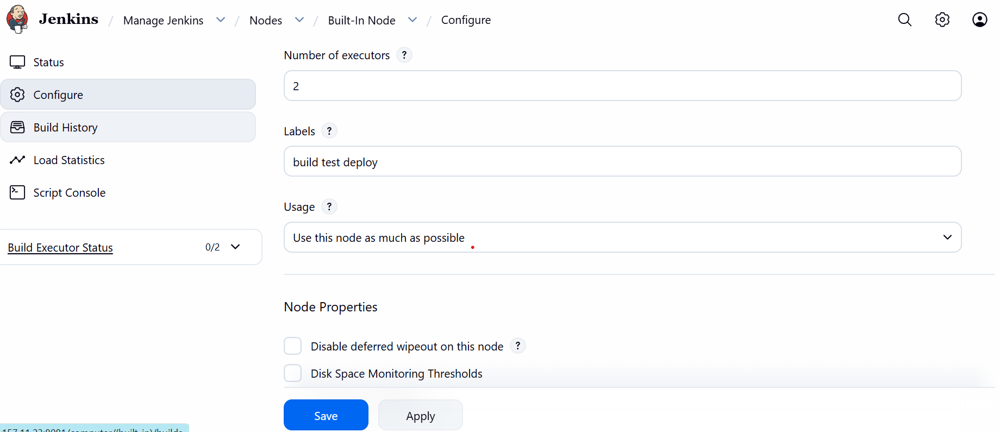 Jenkins / Manage Jenkins / Nodes / Built-In Node / Configure
Status
Configure
Build History
Load Statistics
Script Console
Build Executor Status 0/2
Number of executors ?
2
Labels ?
build test deploy
Usage ?
Use this node as much as possible
Node Properties
Disable deferred wipeout on this node ?
Disk Space Monitoring Thresholds
Save Apply